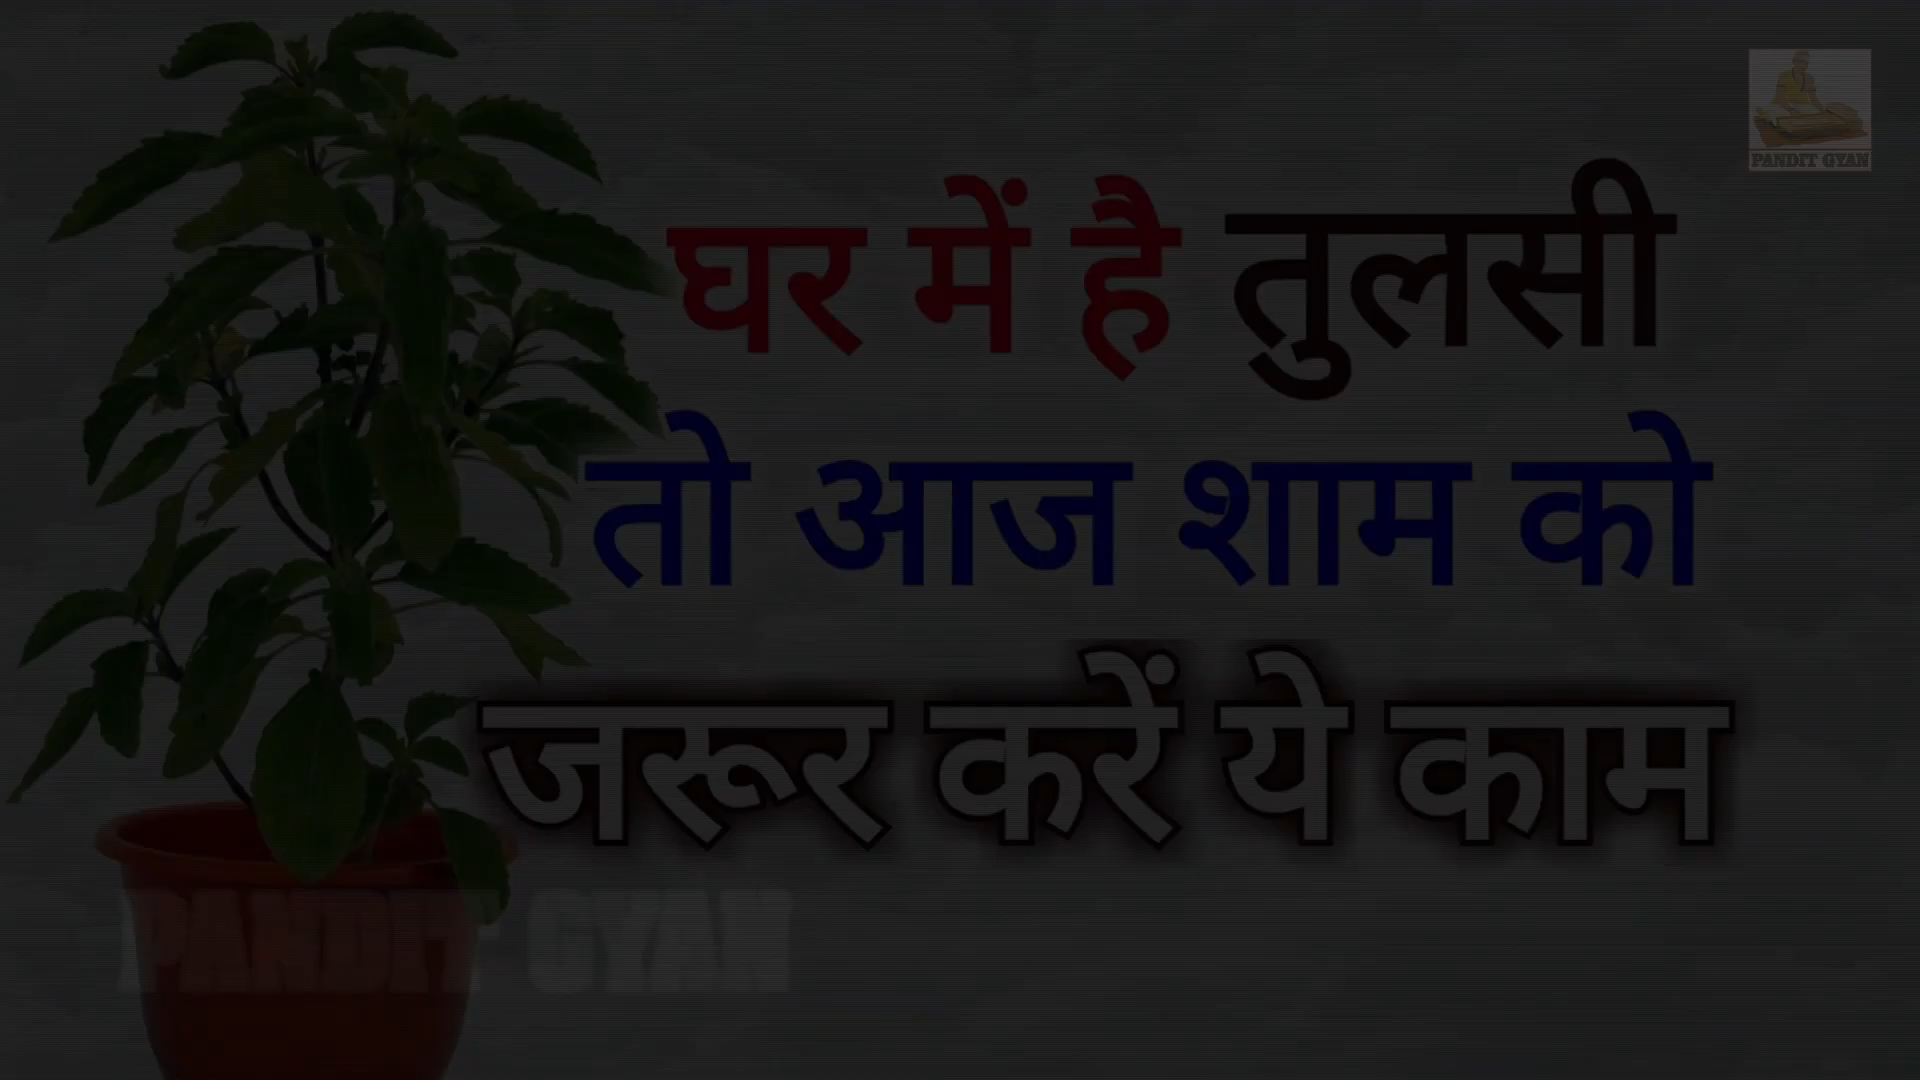 PANDIT GYAN
घर में है तुलसी
तो आज शाम को
जरूर करें ये काम
PANDIT GYAN